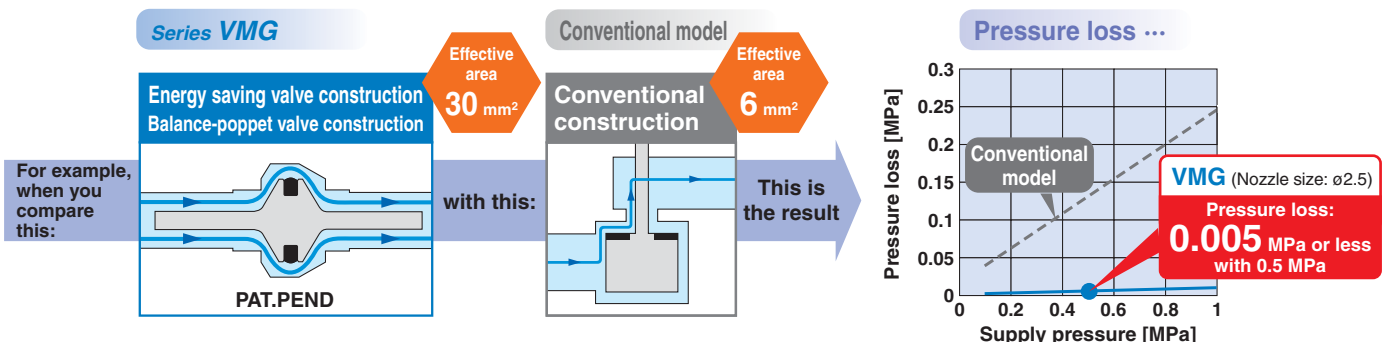 Series VMG
Effective
area
30 mm²
Energy saving valve construction
Balance-poppet valve construction
For example,
when you
compare
this:
PAT.PEND
with this:
Conventional model
Effective
area
6 mm²
Conventional
construction
This is
the result
Pressure loss ···
Pressure loss [MPa]
0.3
0.25
0.2
0.15
0.1
0.05
0
Conventional
model
VMG (Nozzle size: ø2.5)
Pressure loss:
0.005 MPa or less
with 0.5 MPa
0 0.2 0.4 0.6 0.8 1
Supply pressure [MPa]